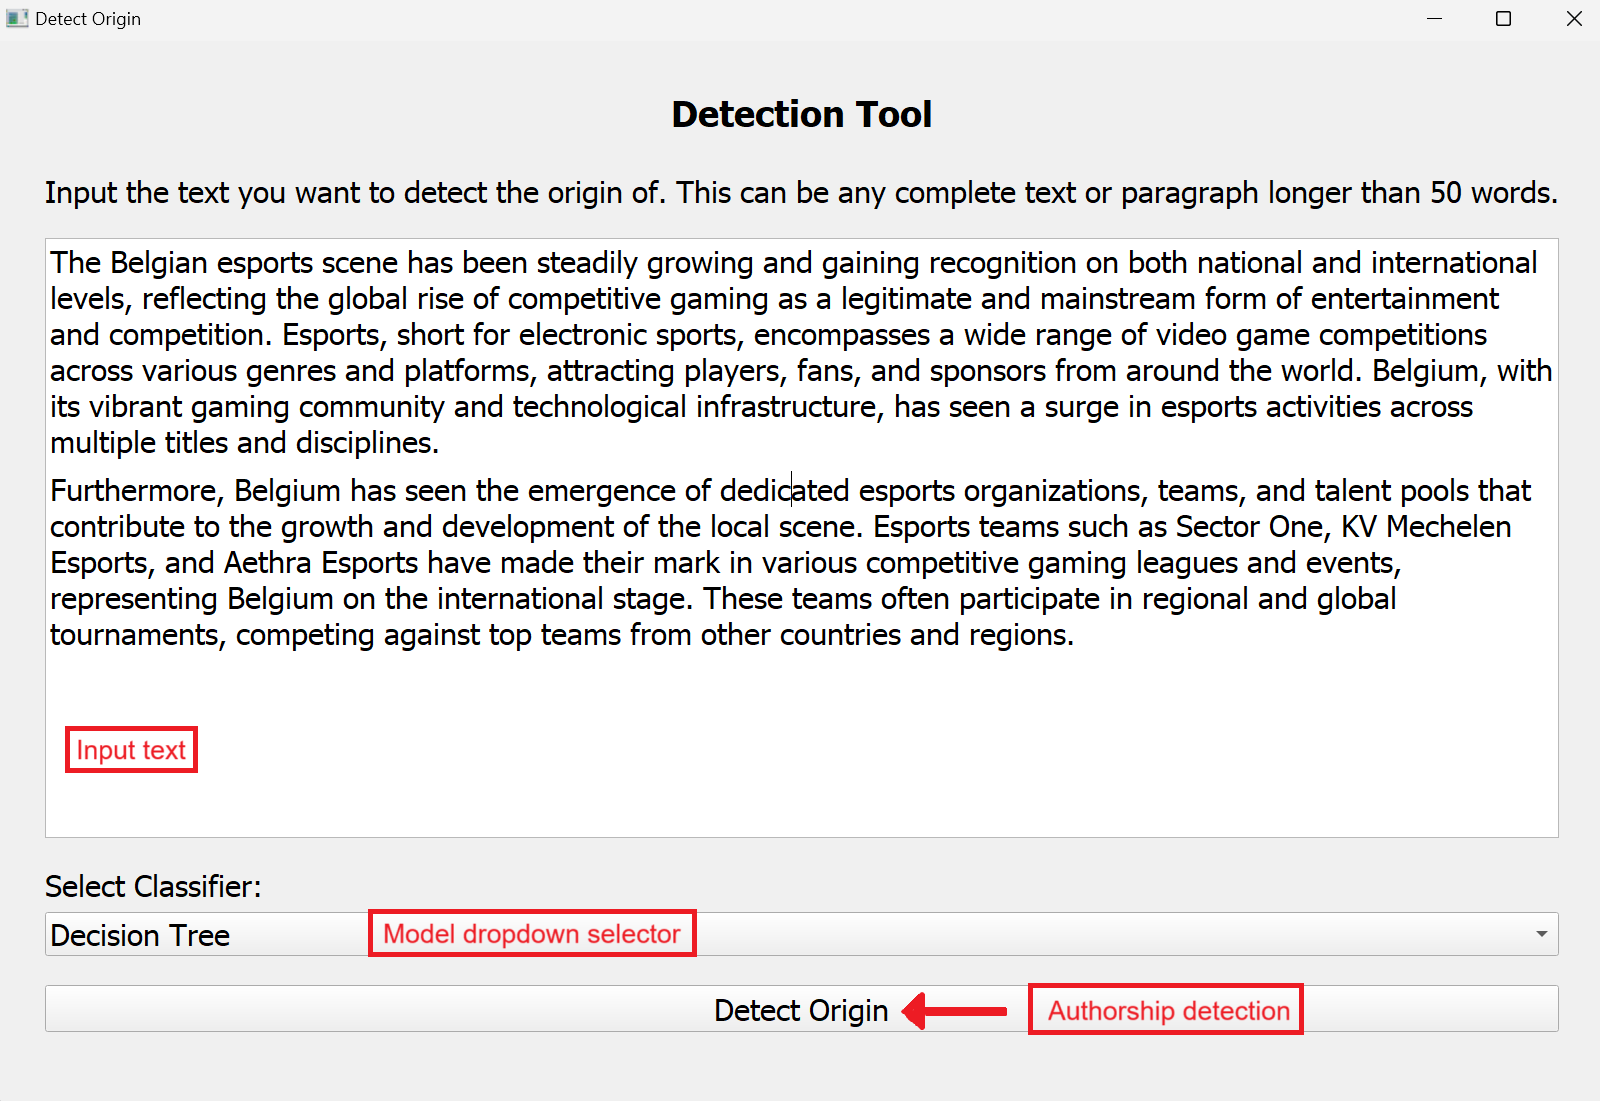 Detect Origin
Detection Tool
Input the text you want to detect the origin of. This can be any complete text or paragraph longer than 50 words.
The Belgian esports scene has been steadily growing and gaining recognition on both national and international
levels, reflecting the global rise of competitive gaming as a legitimate and mainstream form of entertainment
and competition. Esports, short for electronic sports, encompasses a wide range of video game competitions
across various genres and platforms, attracting players, fans, and sponsors from around the world. Belgium, with
its vibrant gaming community and technological infrastructure, has seen a surge in esports activities across
multiple titles and disciplines.
Furthermore, Belgium has seen the emergence of dedicated esports organizations, teams, and talent pools that
contribute to the growth and development of the local scene. Esports teams such as Sector One, KV Mechelen
Esports, and Aethra Esports have made their mark in various competitive gaming leagues and events,
representing Belgium on the international stage. These teams often participate in regional and global
tournaments, competing against top teams from other countries and regions.
Input text
Select Classifier:
Decision Tree Model dropdown selector
Detect Origin Authorship detection